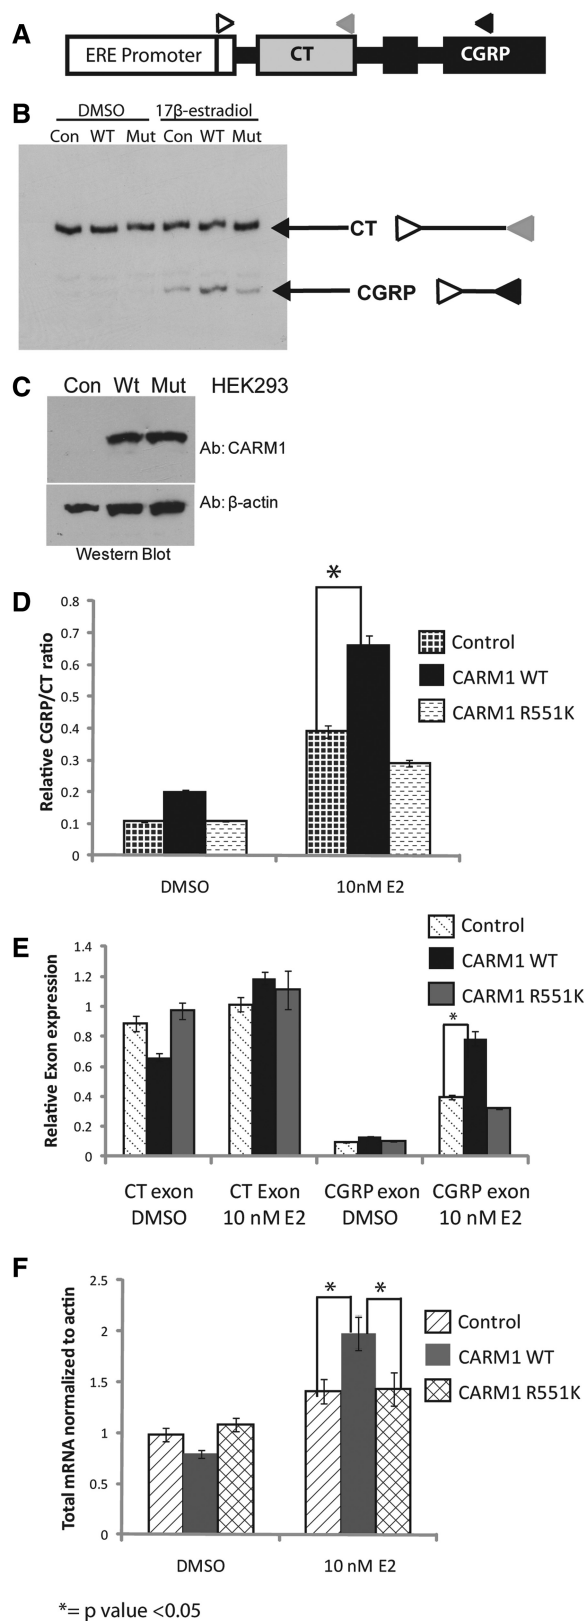 A
ERE Promoter
CT
CGRP
B
DMSO 17β-estradiol
Con WT Mut Con WT Mut
CT
CGRP
C
Con Wt Mut HEK293
Ab: CARM1
Ab: β-actin
Western Blot
D
Relative CGRP/CT ratio
0.8
0.7
0.6
0.5
0.4
0.3
0.2
0.1
0
*
Control
CARM1 WT
CARM1 R551K
DMSO
10nM E2
E
Relative Exon expression
1.4
1.2
1
0.8
0.6
0.4
0.2
0
Control
CARM1 WT
CARM1 R551K
*
CT exon CT Exon CGRP exon CGRP exon
DMSO 10 nM E2 DMSO 10 nM E2
F
Total mRNA normalized to actin
2.5
2
1.5
1
0.5
0
* *
Control
CARM1 WT
CARM1 R551K
DMSO
10 nM E2
*= p value <0.05